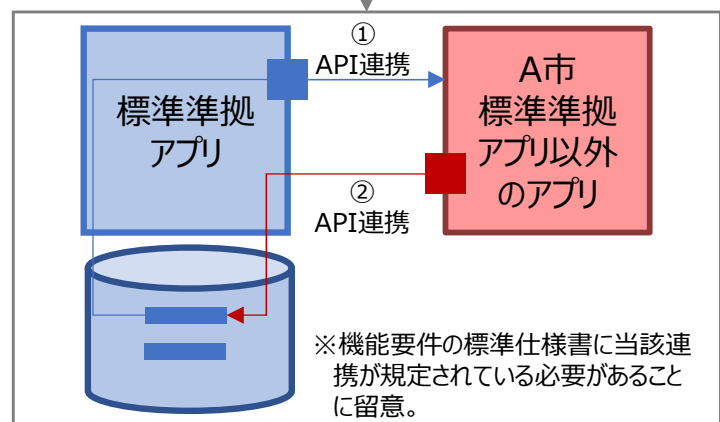 ①
API連携
標準準拠
アプリ
A市
標準準拠
アプリ以外
のアプリ
②
API連携
※機能要件の標準仕様書に当該連
携が規定されている必要があること
に留意。